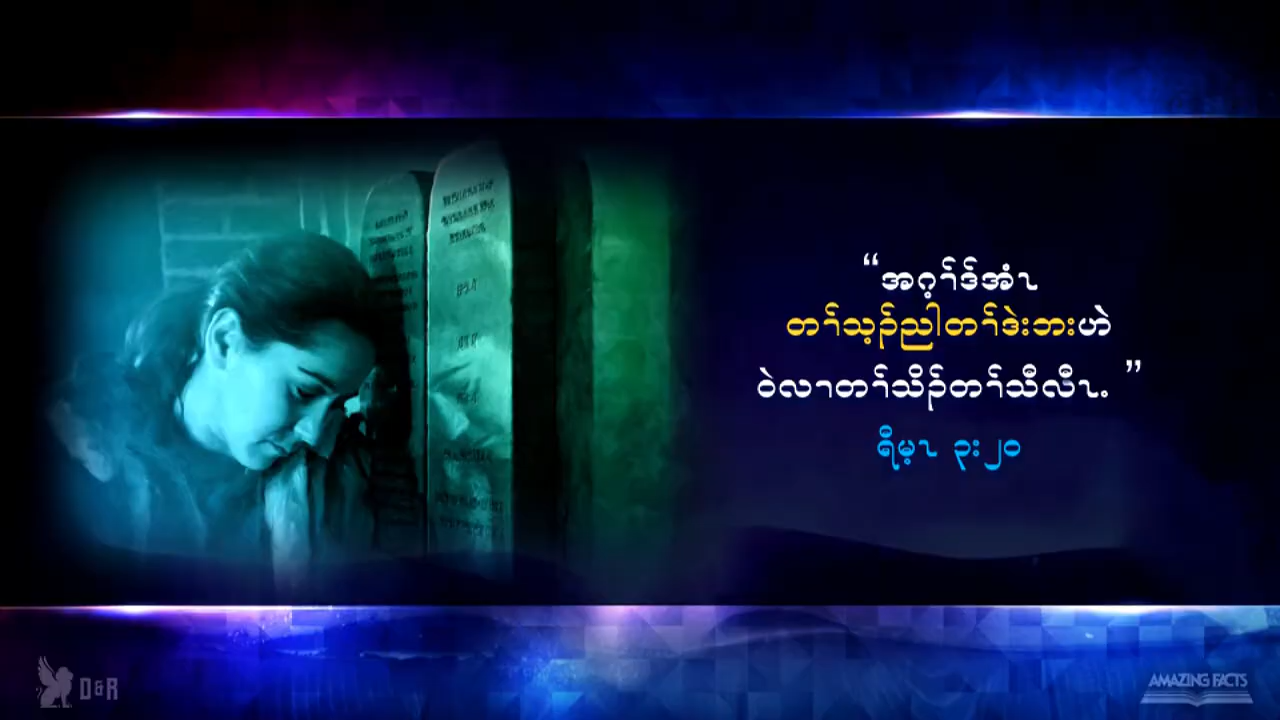 “အဂ့ၢ်ဒ်အံၤ
တၢ်သ့ၣ်ညါတၢ်ဒဲးဘးဟဲ
ဝဲလၢတၢ်သိၣ်တၢ်သီလီၤ. ”
ရိမ့ၤ ၃း၂၀
D&R
AMAZING FACTS